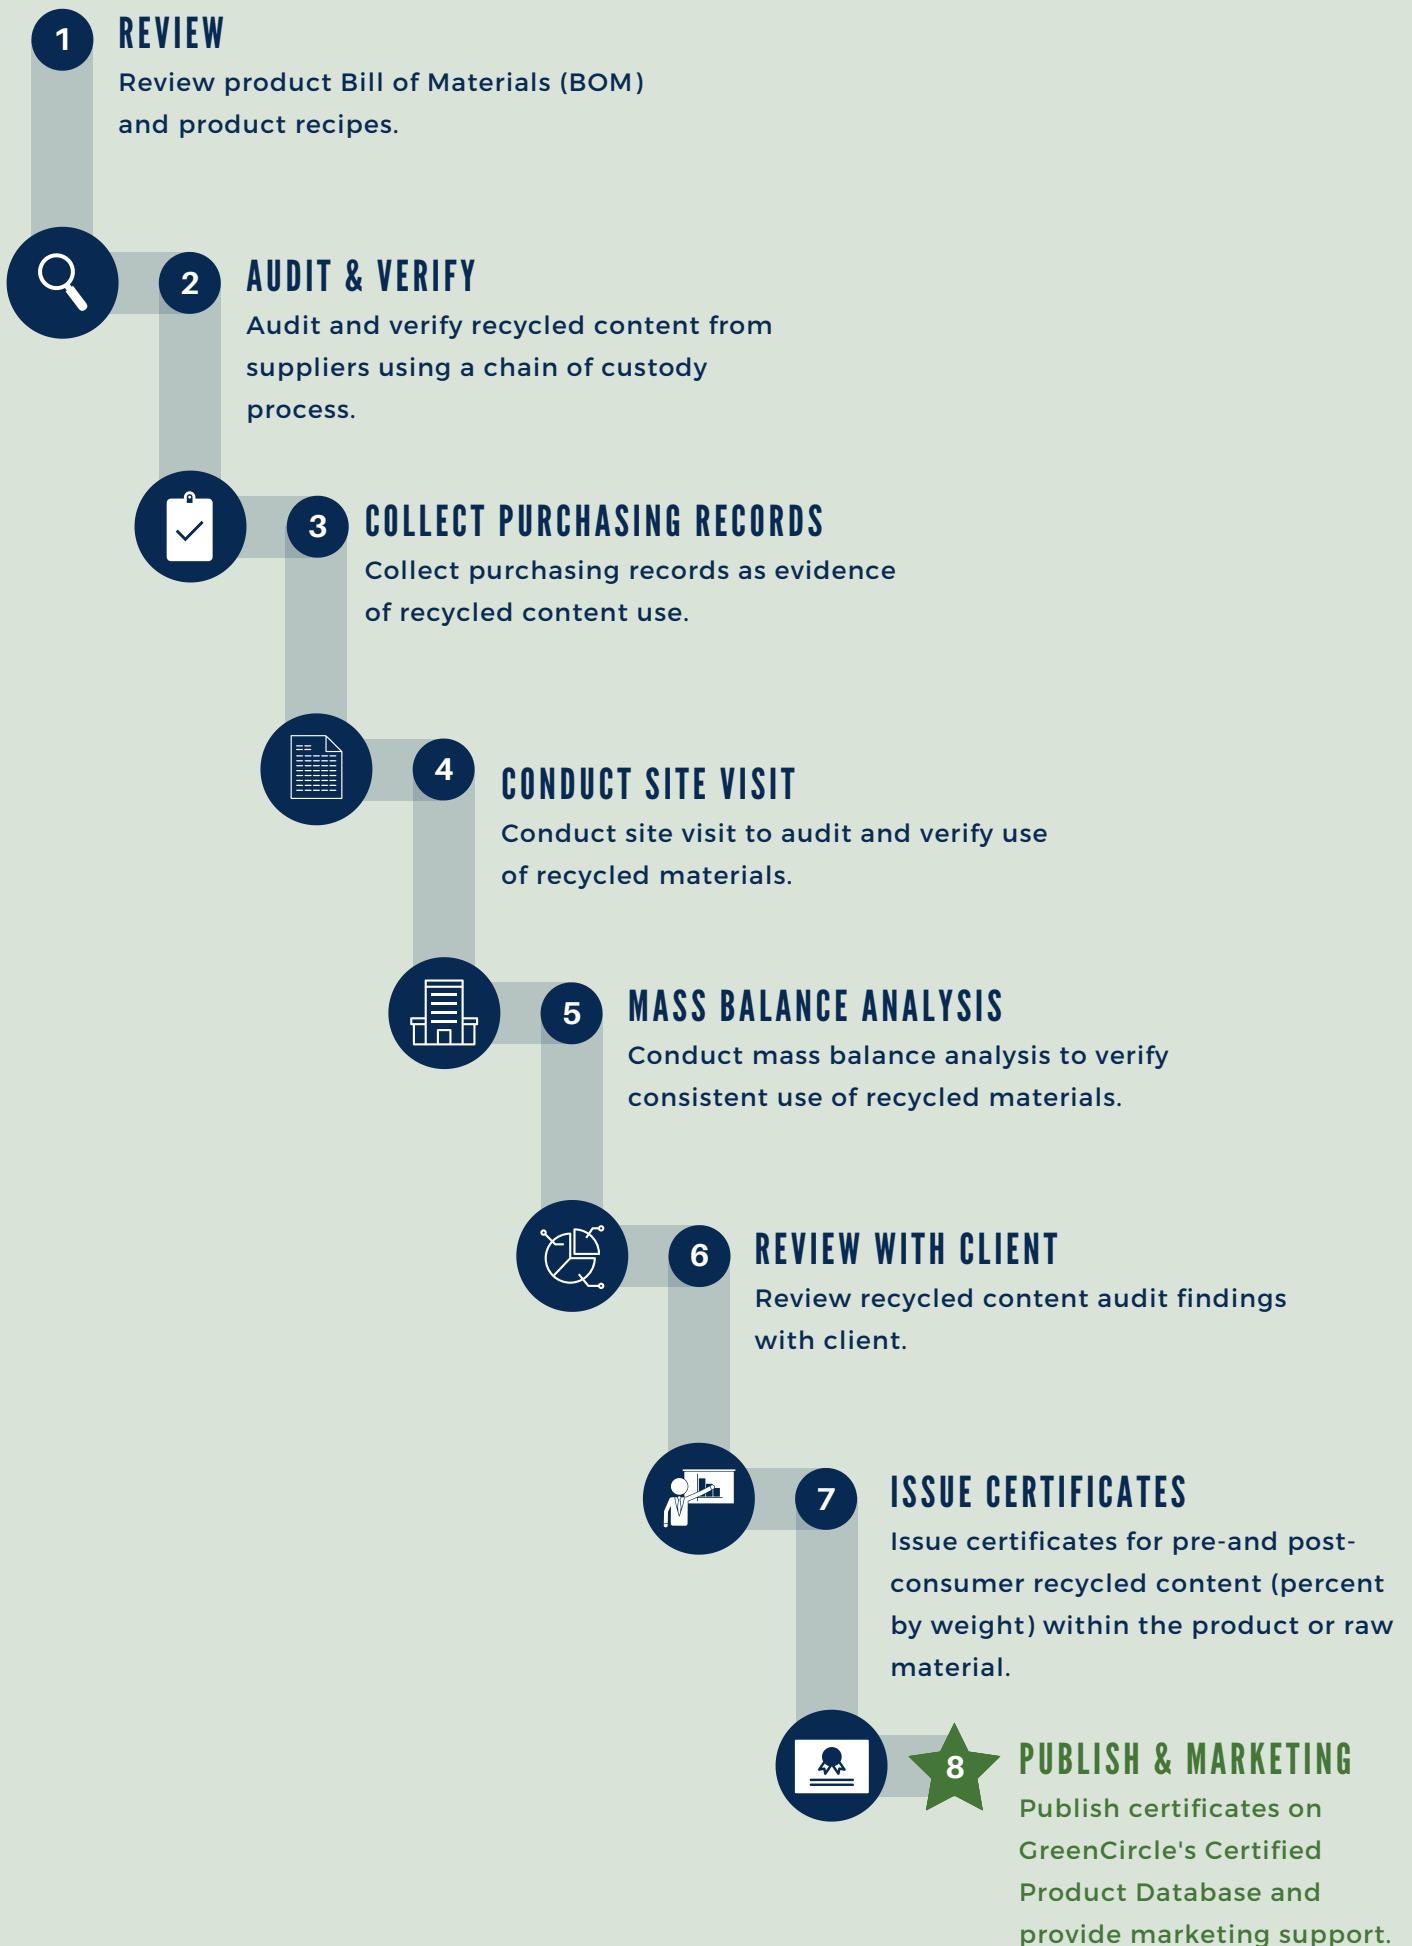 1
REVIEW
Review product Bill of Materials (BOM)
and product recipes.
2
AUDIT & VERIFY
Audit and verify recycled content from
suppliers using a chain of custody
process.
3
COLLECT PURCHASING RECORDS
Collect purchasing records as evidence
of recycled content use.
4
CONDUCT SITE VISIT
Conduct site visit to audit and verify use
of recycled materials.
5
MASS BALANCE ANALYSIS
Conduct mass balance analysis to verify
consistent use of recycled materials.
6
REVIEW WITH CLIENT
Review recycled content audit findings
with client.
7
ISSUE CERTIFICATES
Issue certificates for pre-and post-
consumer recycled content (percent
by weight) within the product or raw
material.
8
PUBLISH & MARKETING
Publish certificates on
GreenCircle's Certified
Product Database and
provide marketing support.